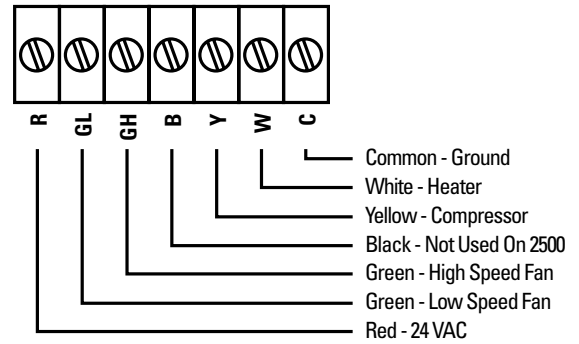 R GL GH B Y W C
Common - Ground
White - Heater
Yellow - Compressor
Black - Not Used On 2500
Green - High Speed Fan
Green - Low Speed Fan
Red - 24 VAC